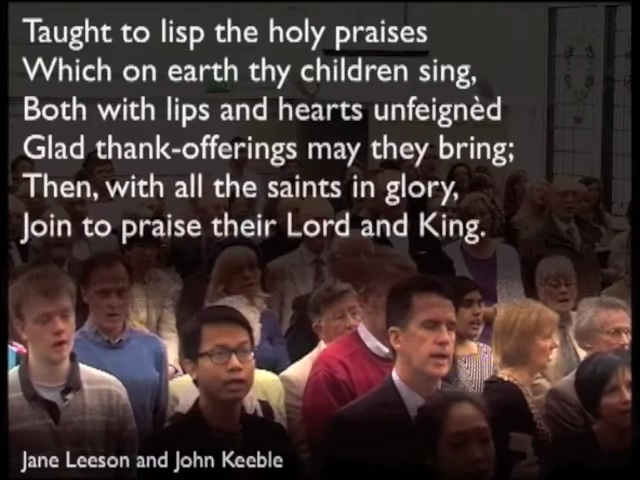 Taught to lisp the holy praises
Which on earth thy children sing,
Both with lips and hearts unfeignèd
Glad thank-offerings may they bring;
Then, with all the saints in glory,
Join to praise their Lord and King.
Jane Leeson and John Keeble